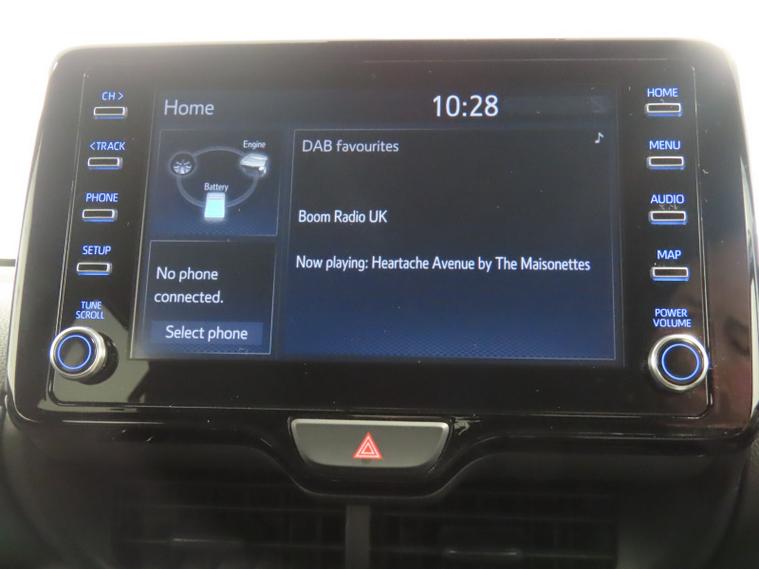 CH >
<TRACK
PHONE
SETUP
TUNE
SCROLL
Home
10:28
Engine
Battery
No phone
connected.
Select phone
DAB favourites
Boom Radio UK
Now playing: Heartache Avenue by The Maisonettes
HOME
MENU
AUDIO
MAP
POWER
VOLUME